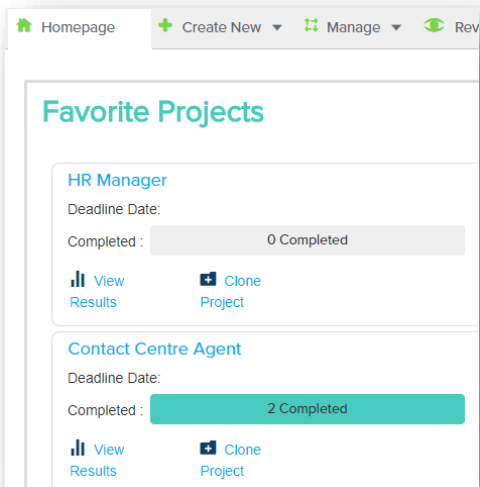 Homepage Create New Manage Rev
Favorite Projects
HR Manager
Deadline Date:
Completed : 0 Completed
View Clone
Results Project
Contact Centre Agent
Deadline Date:
Completed : 2 Completed
View Clone
Results Project